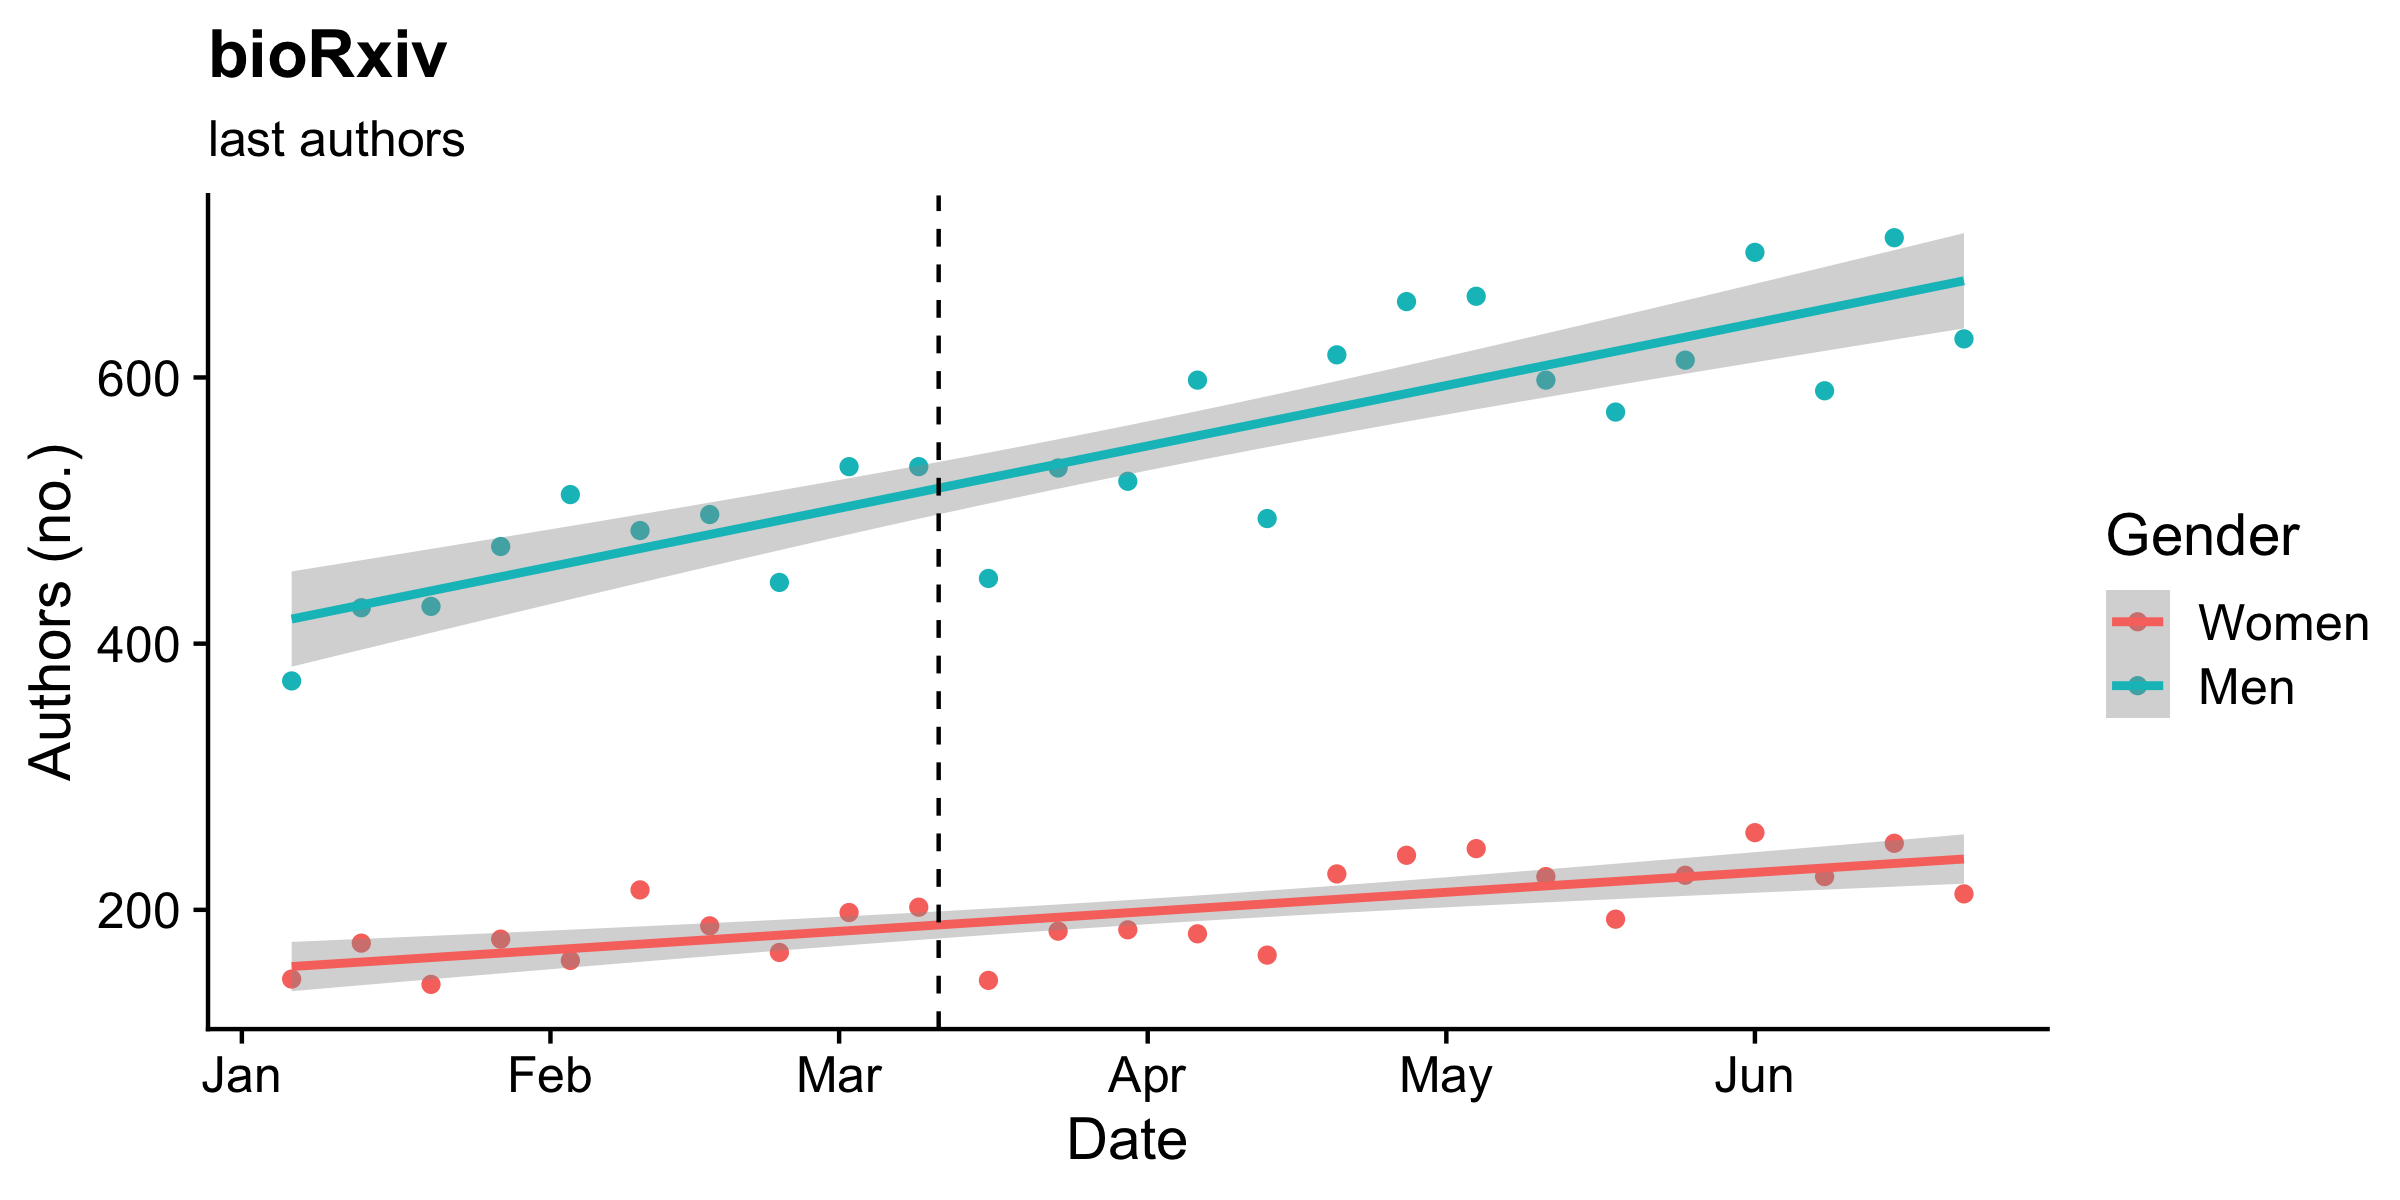 bioRxiv
last authors
Authors (no.)
600
400
200
Jan Feb Mar Apr May Jun
Date
Gender
Women
Men